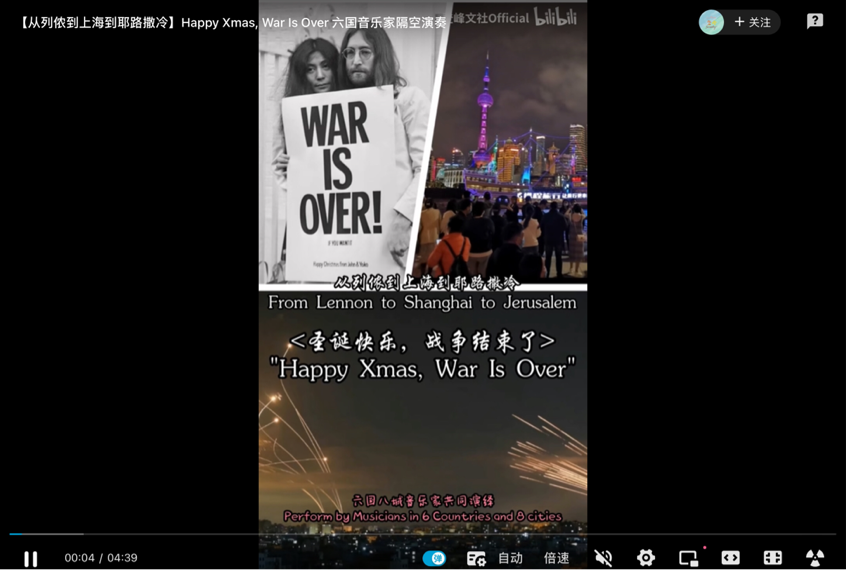 【从列侬到上海到耶路撒冷】Happy Xmas, War Is Over 六国音乐家隔空演奏
峰文社Official bilibili
+ 关注
WAR
IS
OVER!
IF YOU WANT IT
Happy Christmas from John & Yoko
从列侬到上海到耶路撒冷
From Lennon to Shanghai to Jerusalem
<圣诞快乐，战争结束了>
"Happy Xmas, War Is Over"
六国八城音乐家共同演绎
Perform by Musicians in 6 Countries and 8 cities
00:04 / 04:39
弹
自动
倍速